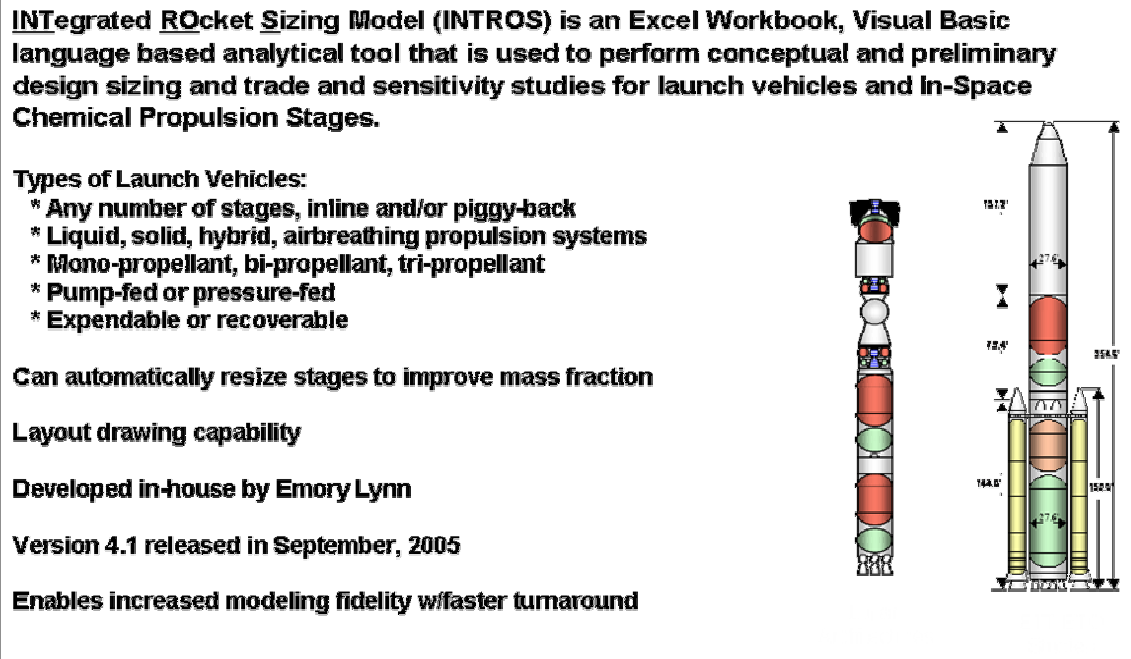 INTegrated ROcket Sizing Model (INTROS) is an Excel Workbook, Visual Basic
language based analytical tool that is used to perform conceptual and preliminary
design sizing and trade and sensitivity studies for launch vehicles and In-Space
Chemical Propulsion Stages.
Types of Launch Vehicles:
* Any number of stages, inline and/or piggy-back
* Liquid, solid, hybrid, airbreathing propulsion systems
* Mono-propellant, bi-propellant, tri-propellant
* Pump-fed or pressure-fed
* Expendable or recoverable
Can automatically resize stages to improve mass fraction
Layout drawing capability
Developed in-house by Emory Lynn
Version 4.1 released in September, 2005
Enables increased modeling fidelity w/faster turnaround
27.6'
27.6'